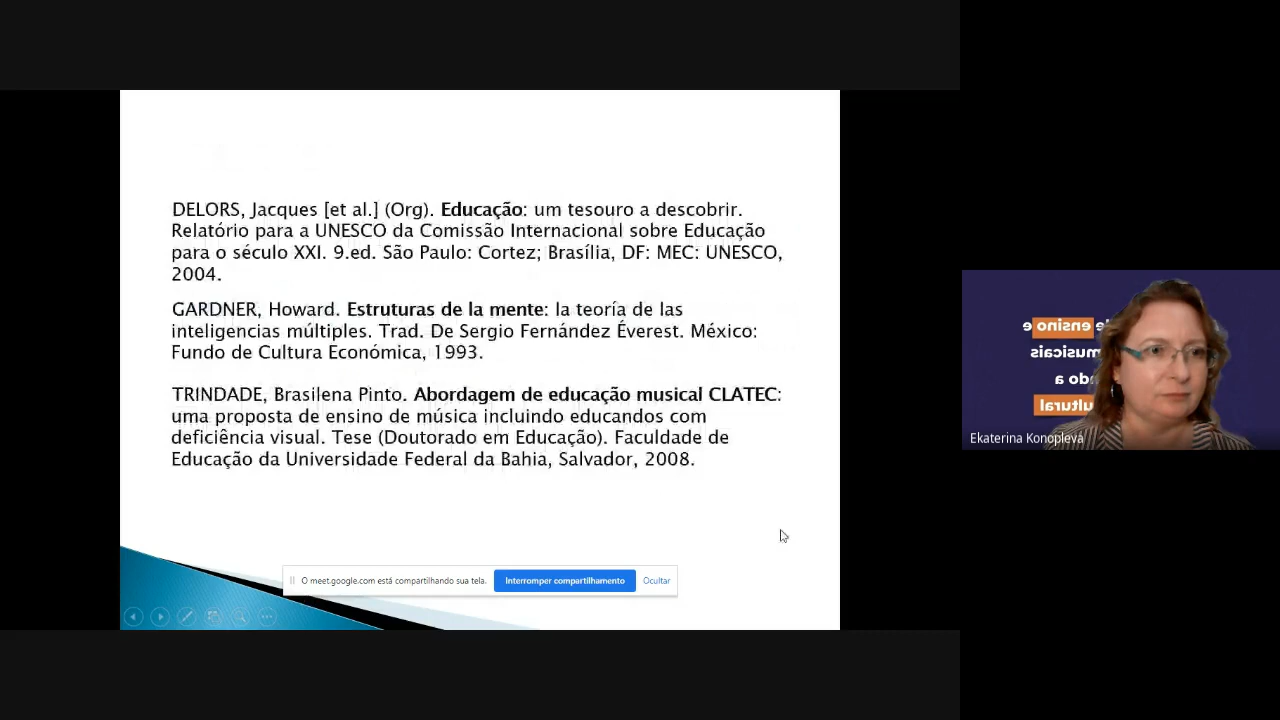 DELORS, Jacques [et al.] (Org). Educação: um tesouro a descobrir.
Relatório para a UNESCO da Comissão Internacional sobre Educação
para o século XXI. 9.ed. São Paulo: Cortez; Brasília, DF: MEC: UNESCO,
2004.
GARDNER, Howard. Estruturas de la mente: la teoría de las
inteligencias múltiples. Trad. De Sergio Fernández Éverest. México:
Fundo de Cultura Económica, 1993.
TRINDADE, Brasilena Pinto. Abordagem de educação musical CLATEC:
uma proposta de ensino de música incluindo educandos com
deficiência visual. Tese (Doutorado em Educação). Faculdade de
Educação da Universidade Federal da Bahia, Salvador, 2008.
O meet.google.com está compartilhando sua tela. Interromper compartilhamento Ocultar
de ensino e
musicais
ndo a
ultural
Ekaterina Konopleva